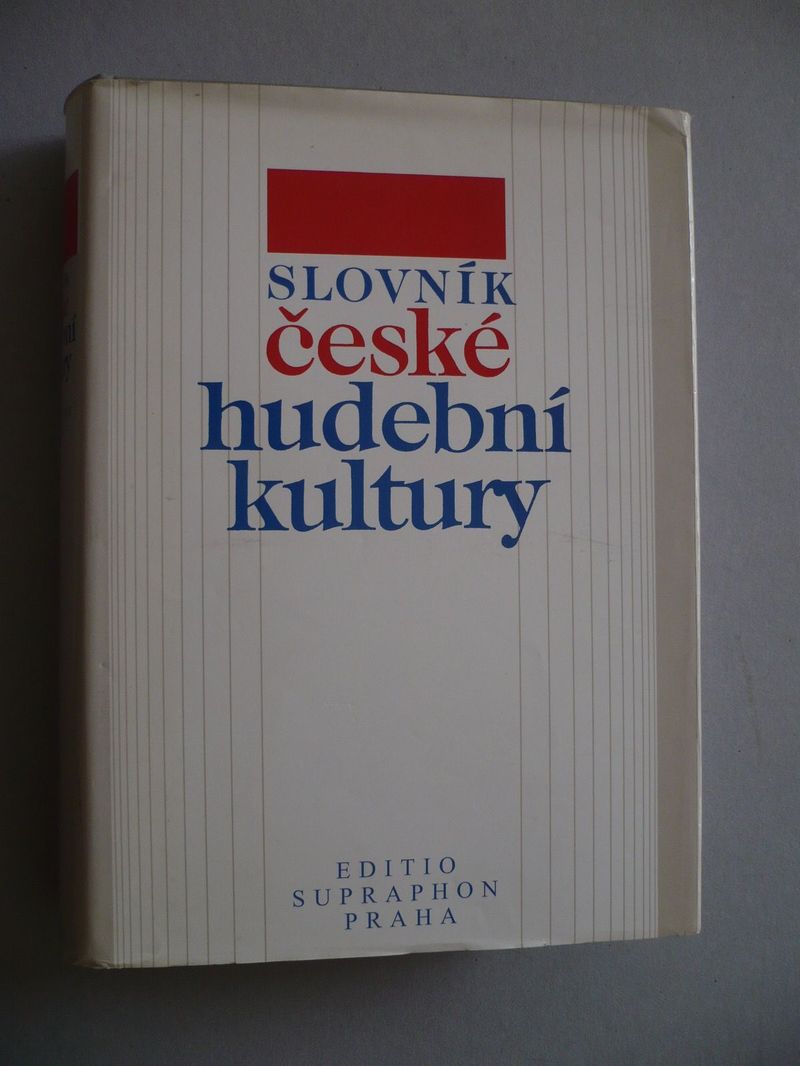 SLOVNÍK
české
hudební
kultury
EDITIO
SUPRAPHON
PRAHA